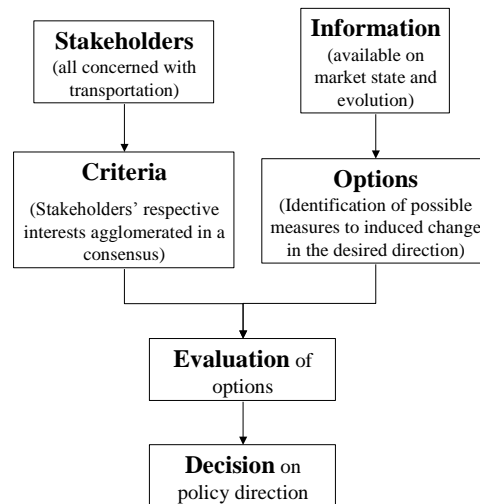 Stakeholders
(all concerned with
transportation)
Information
(available on
market state and
evolution)
Criteria
(Stakeholders’ respective
interests agglomerated in a
consensus)
Options
(Identification of possible
measures to induced change
in the desired direction)
Evaluation of
options
Decision on
policy direction